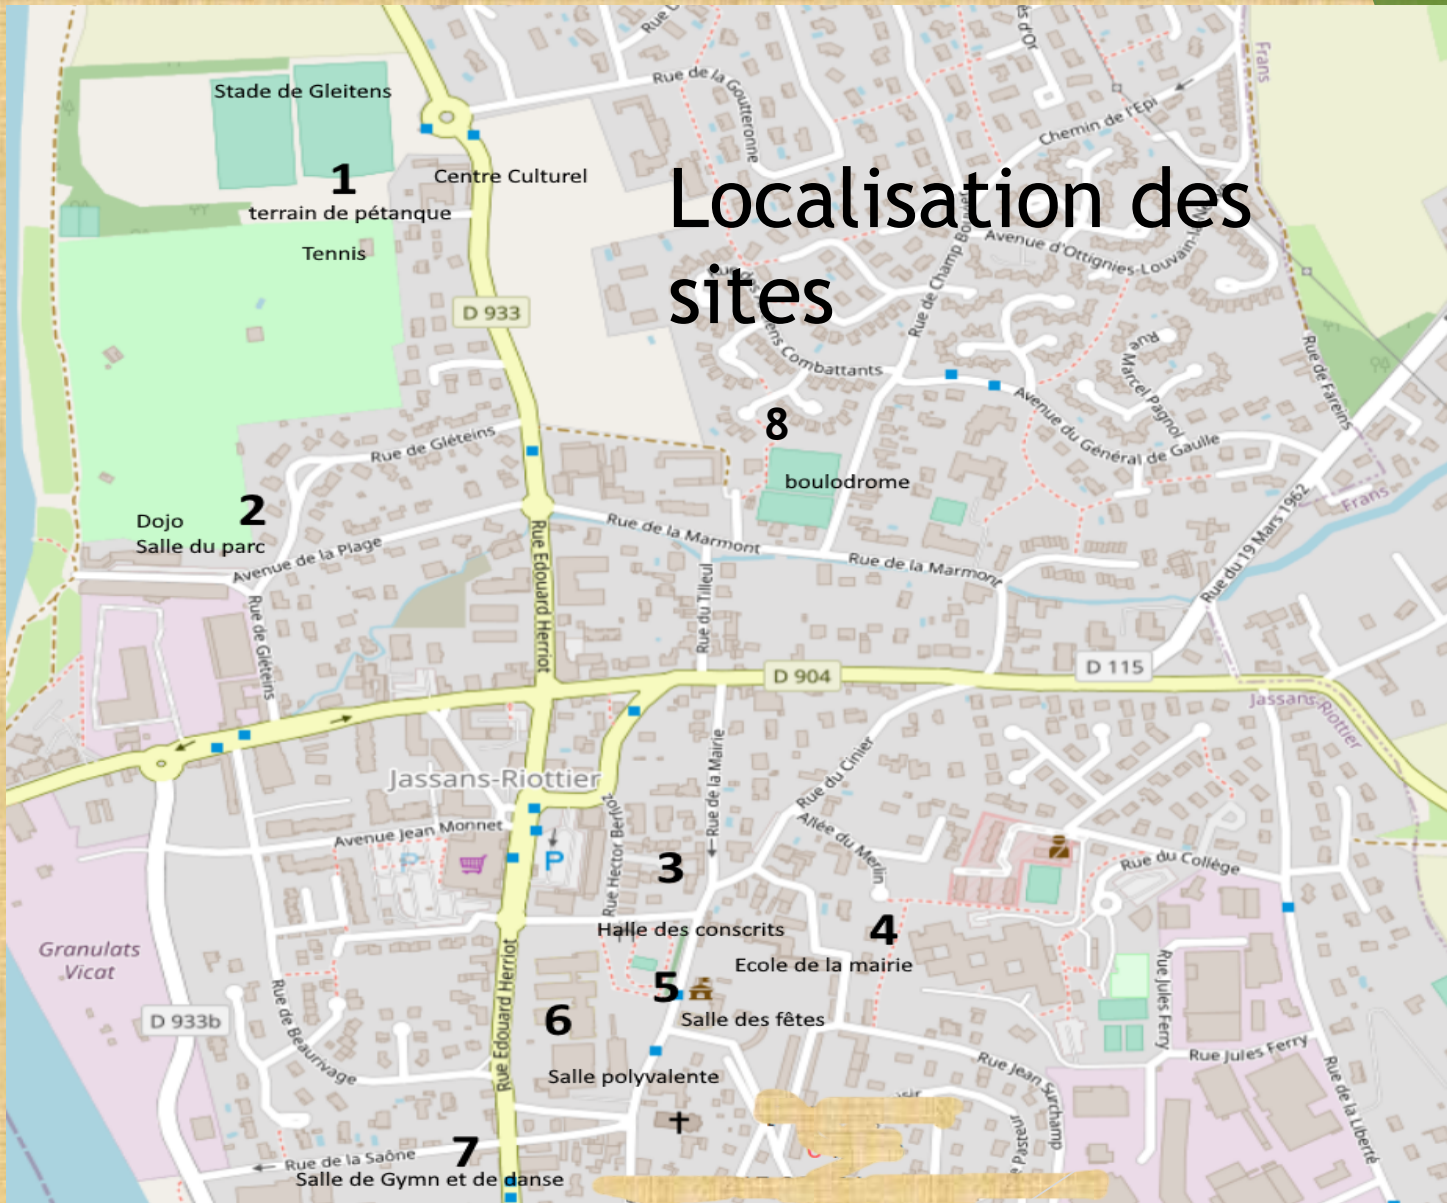 Localisation des
sites
Stade de Gleitens
1
terrain de pétanque
Tennis
Centre Culturel
Rue de la Goutteronne
Chemin de l'Epi
Frans
Avenue d'Ottignies-Louvain-la-
D 933
Rue de Champ Bouvier
Combattants
Rue Marcel Pagnol
Rue de Fareins
8
boulodrome
Avenue du Général de Gaulle
Rue de Gléteins
2
Dojo
Salle du parc
Avenue de la Plage
Rue de la Marmont
Rue de la Marmont
Frans
Rue du 19 Mars 1962
Rue Edouard Herriot
Rue du Tilleul
Rue de Gléteins
D 904
D 115
Jassans-Riottier
Jassans-Riottier
Rue de la Mairie
Rue du Cinier
Allée du Merlin
Avenue Jean Monnet
P
P
Rue Hector Berlioz
3
Rue du Collège
Halle des conscrits
4
Ecole de la mairie
Granulats
Vicat
5
Salle des fêtes
6
Salle polyvalente
D 933b
Rue de Beaurivage
Rue Edouard Herriot
Rue Jules Ferry
Rue Jules Ferry
Rue Jean Surchamp
Rue de la Liberté
7
Rue de la Saône
Salle de Gymn et de danse